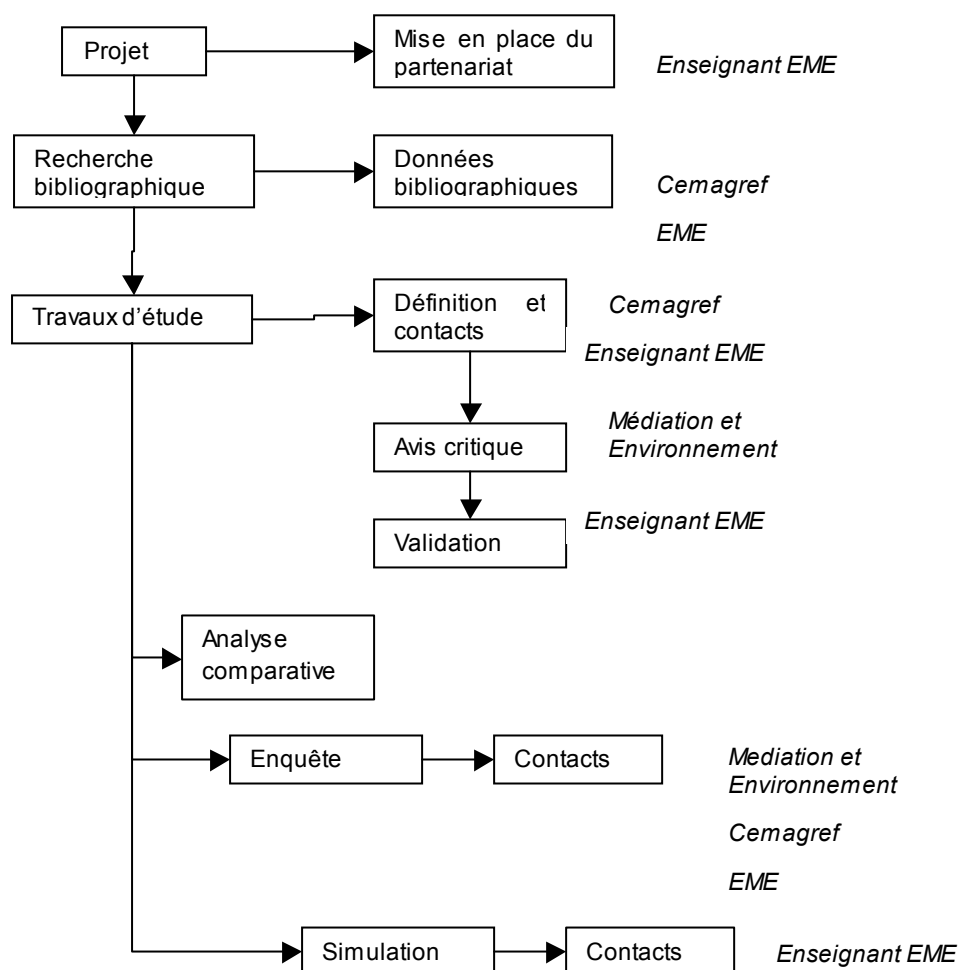 Projet
Mise en place du
partenariat
Enseignant EME
Recherche
bibliographique
Données
bibliographiques
Cemagref
EME
Travaux d'étude
Définition et
contacts
Cemagref
Enseignant EME
Avis critique
Médiation et
Environnement
Validation
Enseignant EME
Analyse
comparative
Enquête
Contacts
Mediation et
Environnement
Cemagref
EME
Simulation
Contacts
Enseignant EME